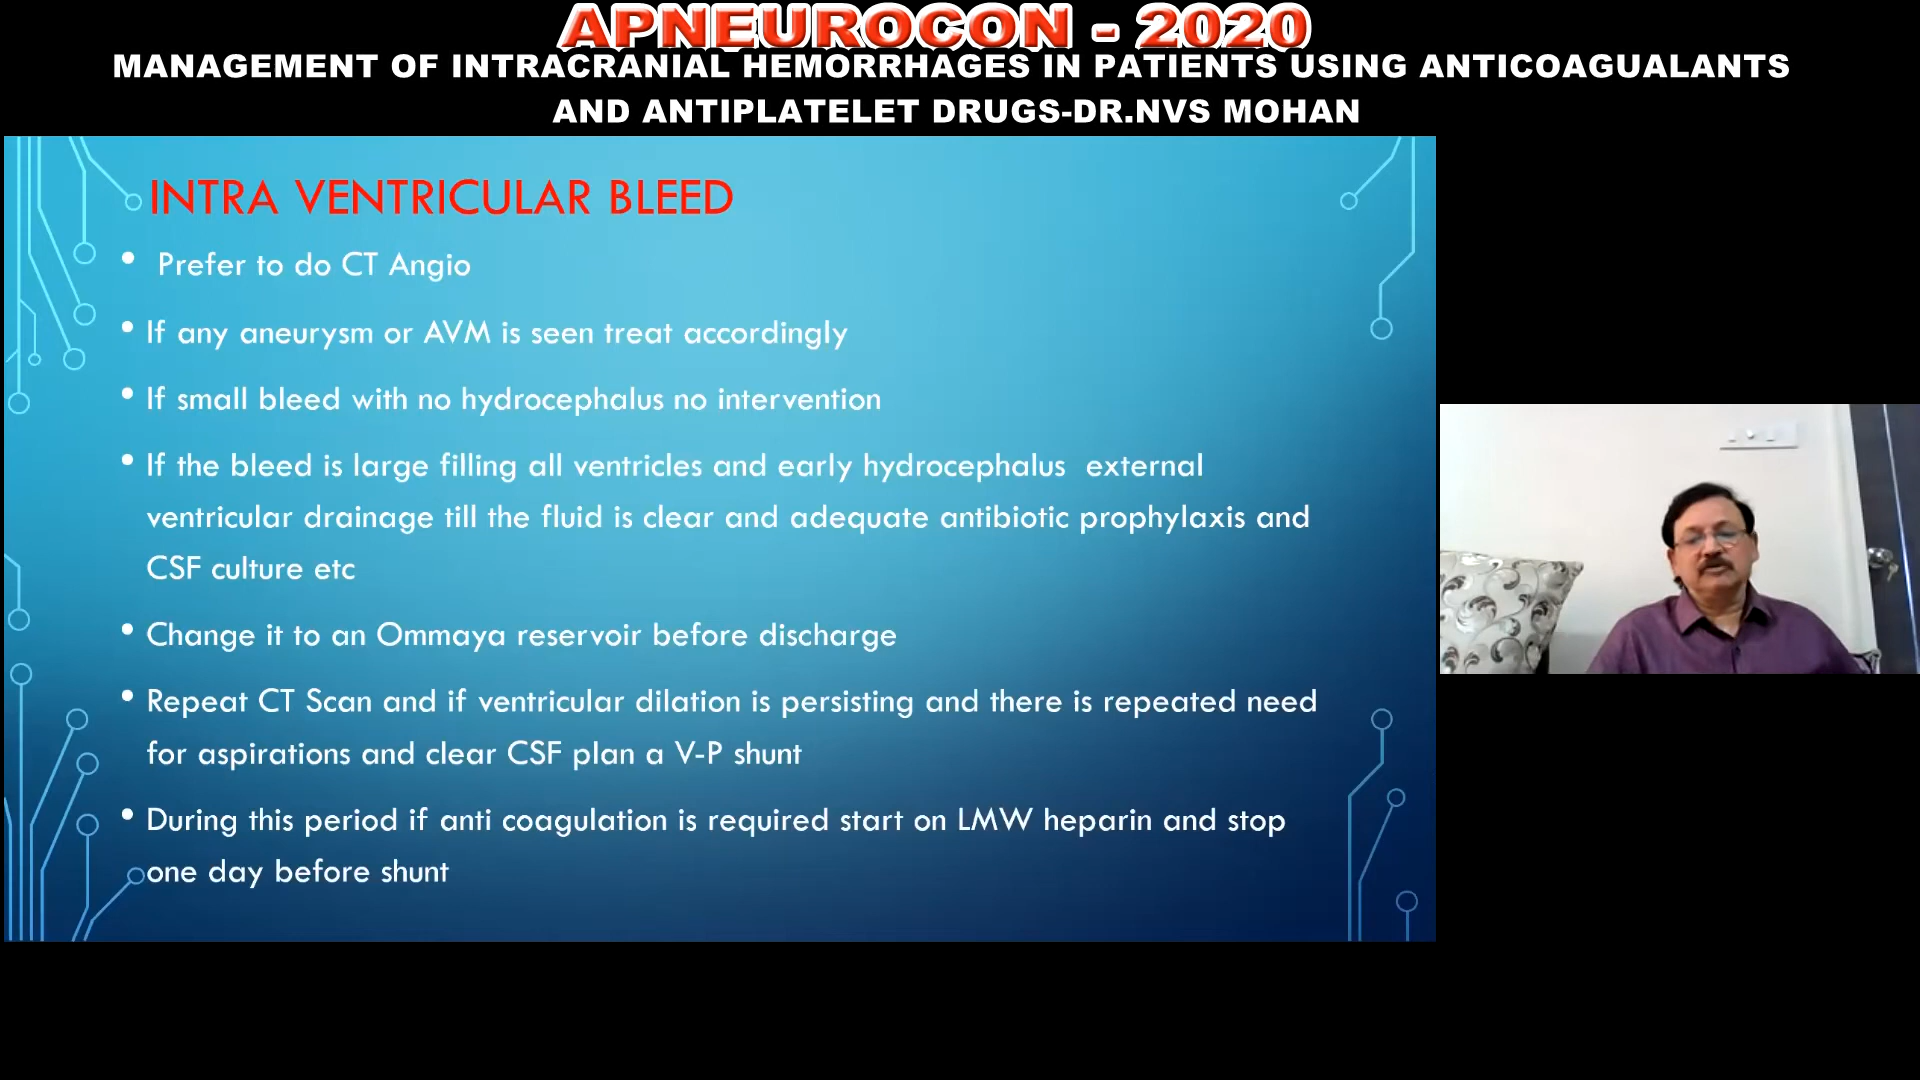 APNEUROCON - 2020
MANAGEMENT OF INTRACRANIAL HEMORRHAGES IN PATIENTS USING ANTICOAGUALANTS
AND ANTIPLATELET DRUGS-DR.NVS MOHAN
INTRA VENTRICULAR BLEED
• Prefer to do CT Angio
• If any aneurysm or AVM is seen treat accordingly
• If small bleed with no hydrocephalus no intervention
• If the bleed is large filling all ventricles and early hydrocephalus external
ventricular drainage till the fluid is clear and adequate antibiotic prophylaxis and
CSF culture etc
• Change it to an Ommaya reservoir before discharge
• Repeat CT Scan and if ventricular dilation is persisting and there is repeated need
for aspirations and clear CSF plan a V-P shunt
• During this period if anti coagulation is required start on LMW heparin and stop
one day before shunt